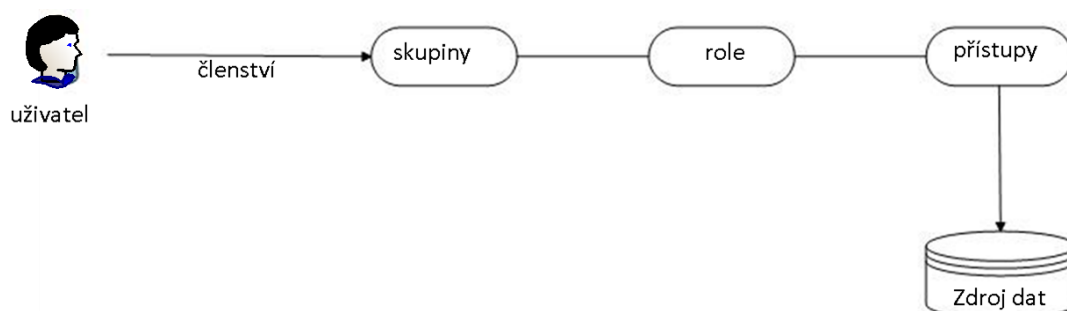 uživatel
členství
skupiny
role
přístupy
Zdroj dat